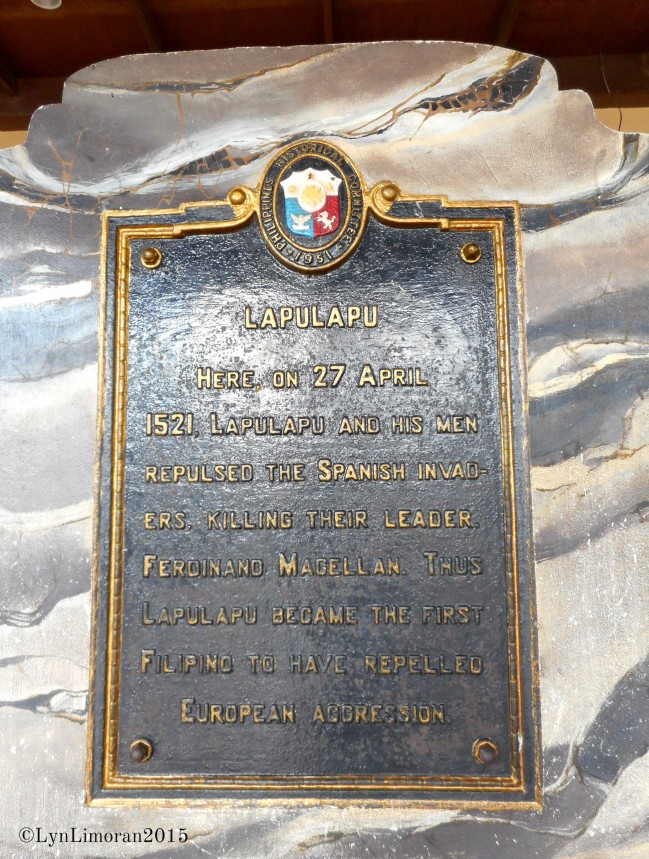 PHILIPPINES HISTORICAL COMMITTEE
1951
LAPULAPU
HERE, ON 27 APRIL
1521, LAPULAPU AND HIS MEN
REPULSED THE SPANISH INVAD-
ERS, KILLING THEIR LEADER,
FERDINAND MAGELLAN. THUS
LAPULAPU BECAME THE FIRST
FILIPINO TO HAVE REPELLED
EUROPEAN AGGRESSION.
©LynLimoran2015